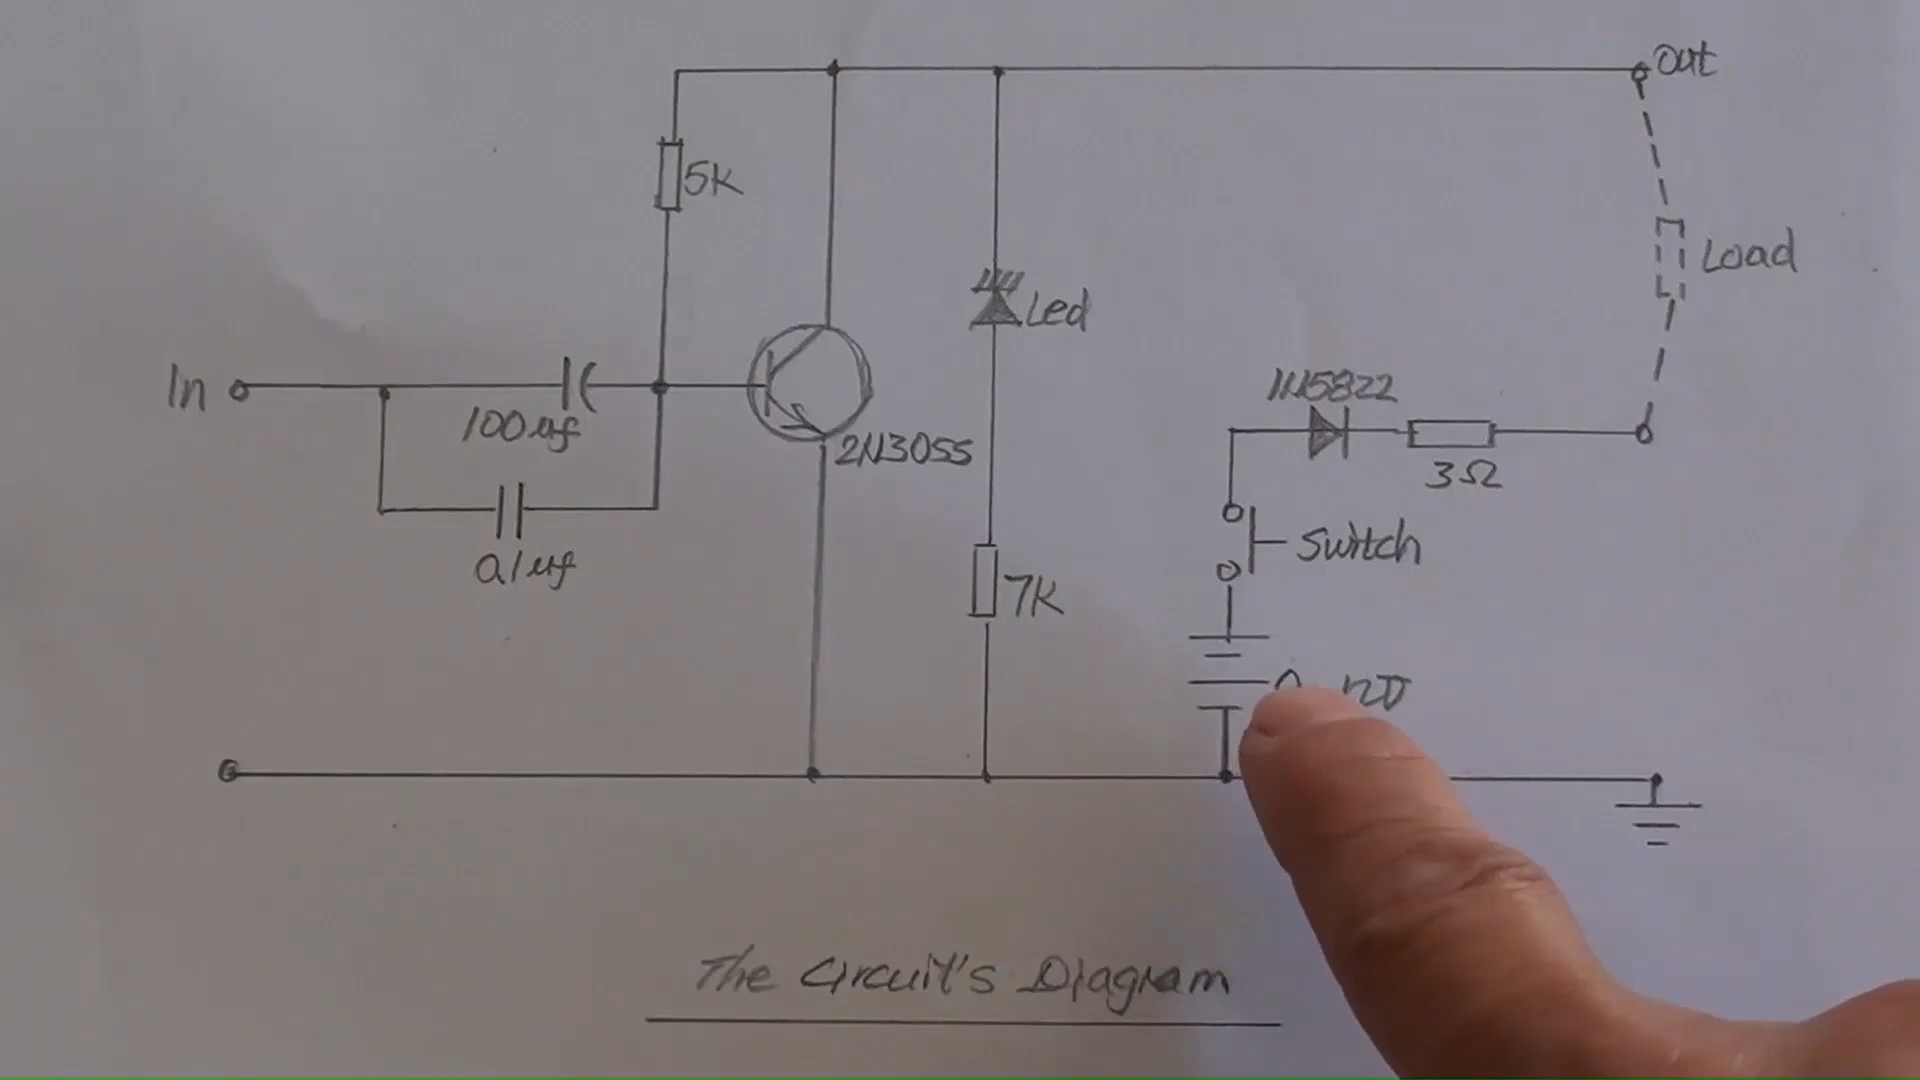 Out
5K
Load
Led
In
1N5822
100uf
2N3055
3Ω
Switch
0.1uf
7K
The Circuit's Diagram